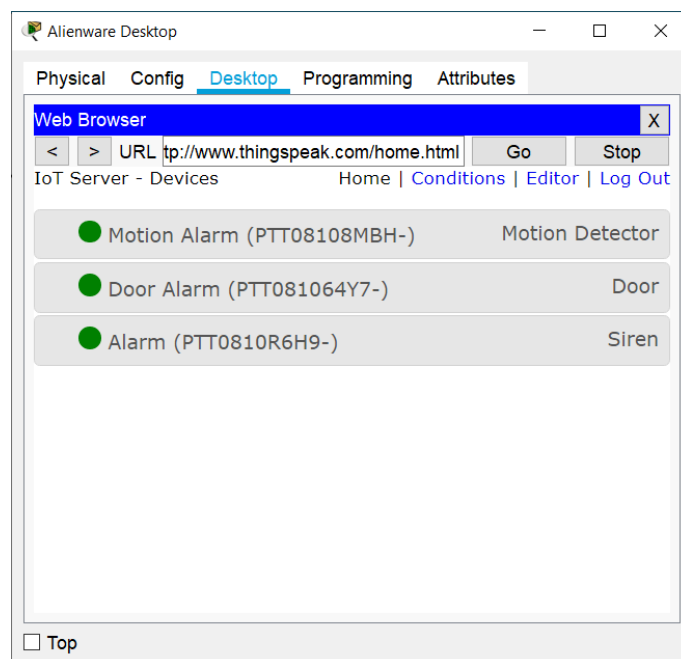 Alienware Desktop
Physical Config Desktop Programming Attributes
Web Browser X
< > URL tp://www.thingspeak.com/home.html Go Stop
IoT Server - Devices Home | Conditions | Editor | Log Out
Motion Alarm (PTT08108MBH-) Motion Detector
Door Alarm (PTT081064Y7-) Door
Alarm (PTT0810R6H9-) Siren
Top